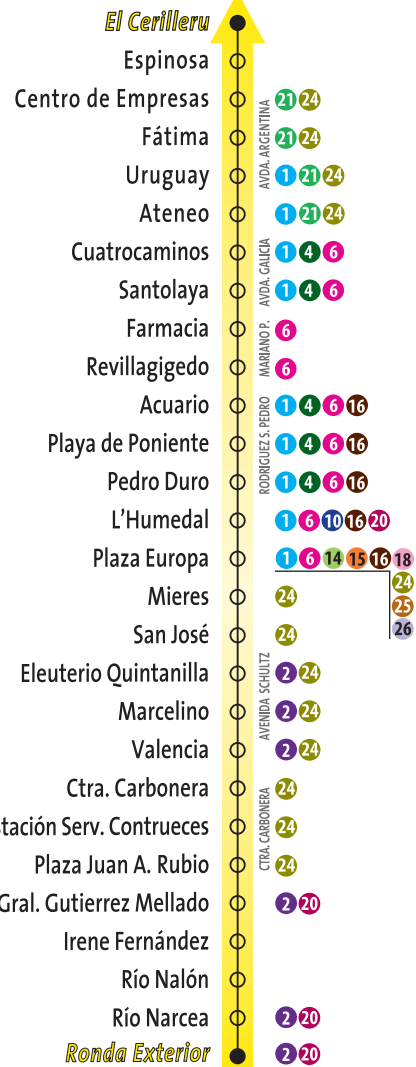 El Cerilleru
Espinosa
Centro de Empresas 21 24
Fátima 21 24
Uruguay 1 21 24
Ateneo 1 21 24
AVDA. ARGENTINA
Cuatrocaminos 1 4 6
Santolaya 1 4 6
AVDA. GALICIA
Farmacia 6
Revillagigedo 6
MARIANO P.
Acuario 1 4 6 16
Playa de Poniente 1 4 6 16
Pedro Duro 1 4 6 16
RODRIGUEZ S. PEDRO
L'Humedal 1 6 10 16 20
Plaza Europa 1 6 14 15 16 18
24
25
26
Mieres 24
San José 24
Eleuterio Quintanilla 2 24
Marcelino 2 24
Valencia 2 24
AVENIDA SCHULTZ
Ctra. Carbonera 24
tación Serv. Contrueces 24
Plaza Juan A. Rubio 24
CTRA. CARBONERA
Gral. Gutierrez Mellado 2 20
Irene Fernández
Río Nalón
Río Narcea 2 20
Ronda Exterior 2 20